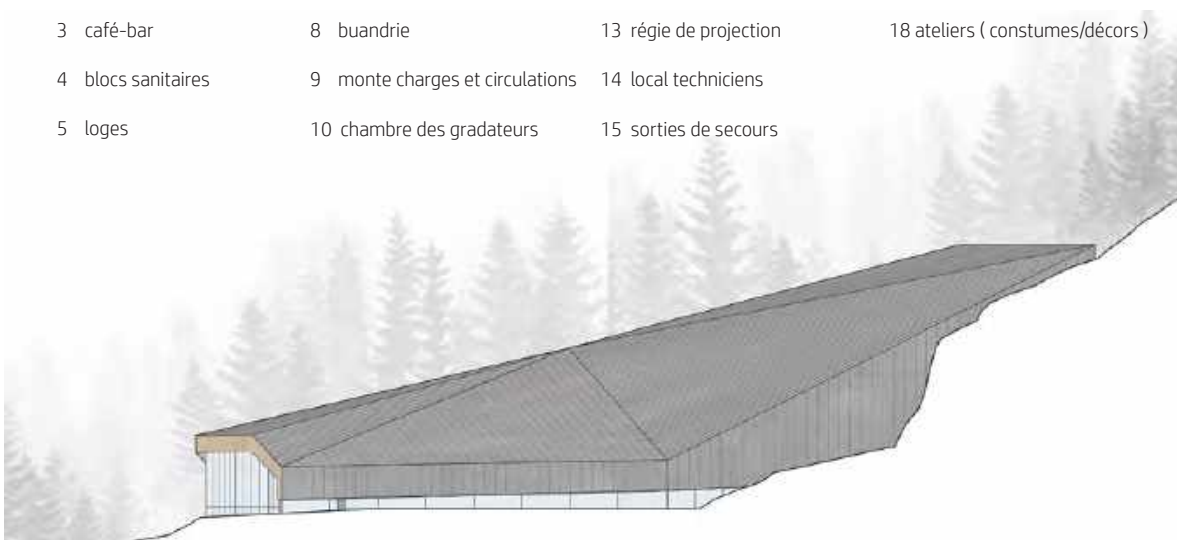 3 café-bar
8 buandrie
13 régie de projection
18 ateliers ( constumes/décors )
4 blocs sanitaires
9 monte charges et circulations
14 local techniciens
5 loges
10 chambre des gradateurs
15 sorties de secours